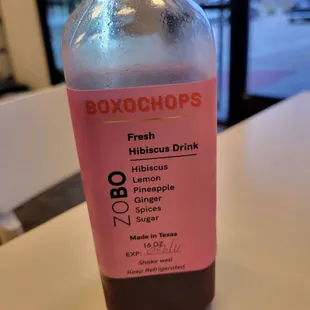 BOXOCHOPS
Fresh
Hibiscus Drink
ZOBO
Hibiscus
Lemon
Pineapple
Ginger
Spices
Sugar
Made in Texas
16 OZ.
EXP:
Shake well
Keep Refrigerated